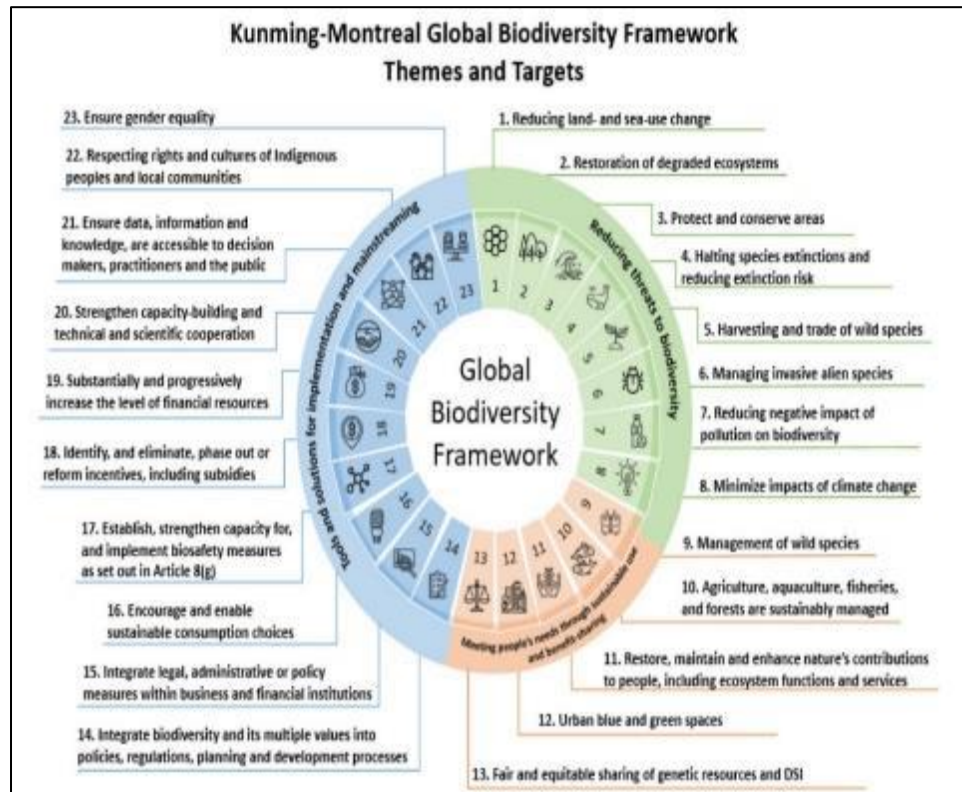 Kunming-Montreal Global Biodiversity Framework
Themes and Targets
23. Ensure gender equality
22. Respecting rights and cultures of Indigenous
peoples and local communities
21. Ensure data, information and
knowledge, are accessible to decision
makers, practitioners and the public
20. Strengthen capacity-building and
technical and scientific cooperation
19. Substantially and progressively
increase the level of financial resources
18. Identify, and eliminate, phase out or
reform incentives, including subsidies
17. Establish, strengthen capacity for,
and implement biosafety measures
as set out in Article 8(g)
16. Encourage and enable
sustainable consumption choices
15. Integrate legal, administrative or policy
measures within business and financial institutions
14. Integrate biodiversity and its multiple values into
policies, regulations, planning and development processes
1. Reducing land- and sea-use change
2. Restoration of degraded ecosystems
3. Protect and conserve areas
4. Halting species extinctions and
reducing extinction risk
5. Harvesting and trade of wild species
6. Managing invasive alien species
7. Reducing negative impact of
pollution on biodiversity
8. Minimize impacts of climate change
9. Management of wild species
10. Agriculture, aquaculture, fisheries,
and forests are sustainably managed
11. Restore, maintain and enhance nature's contributions
to people, including ecosystem functions and services
12. Urban blue and green spaces
13. Fair and equitable sharing of genetic resources and DSI
Tools and solutions for implementation and mainstreaming
Reducing threats to biodiversity
Meeting people's needs through sustainable use
and benefit-sharing
1
2
3
4
5
6
7
8
9
10
11
12
13
14
15
16
17
18
19
20
21
22
23
Global
Biodiversity
Framework